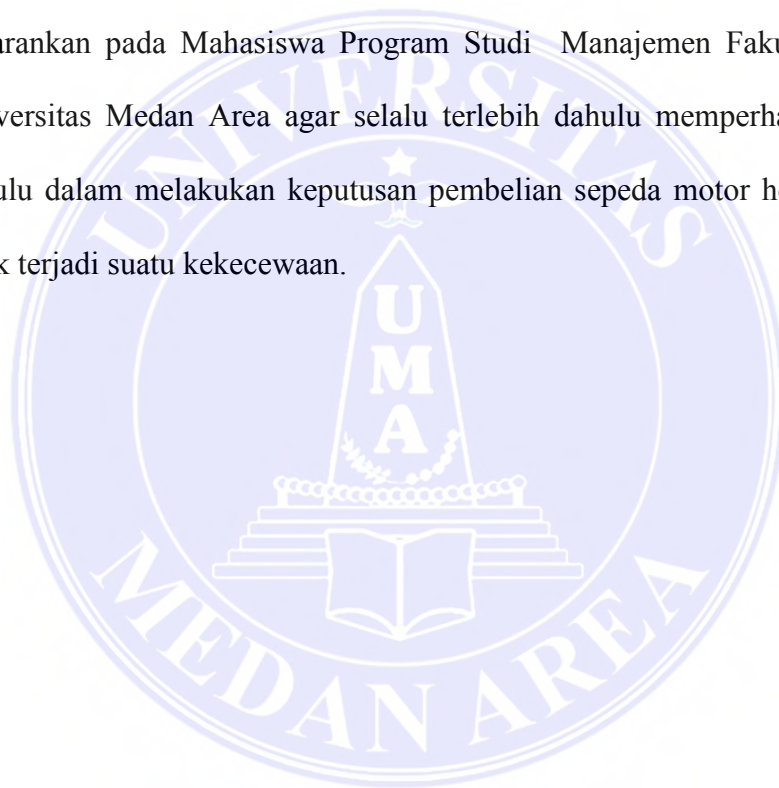 arankan pada Mahasiswa Program Studi Manajemen Faku
versitas Medan Area agar selalu terlebih dahulu memperha
ulu dalam melakukan keputusan pembelian sepeda motor h
k terjadi suatu kekecewaan.
UNIVERSITAS
UMA
MEDAN AREA